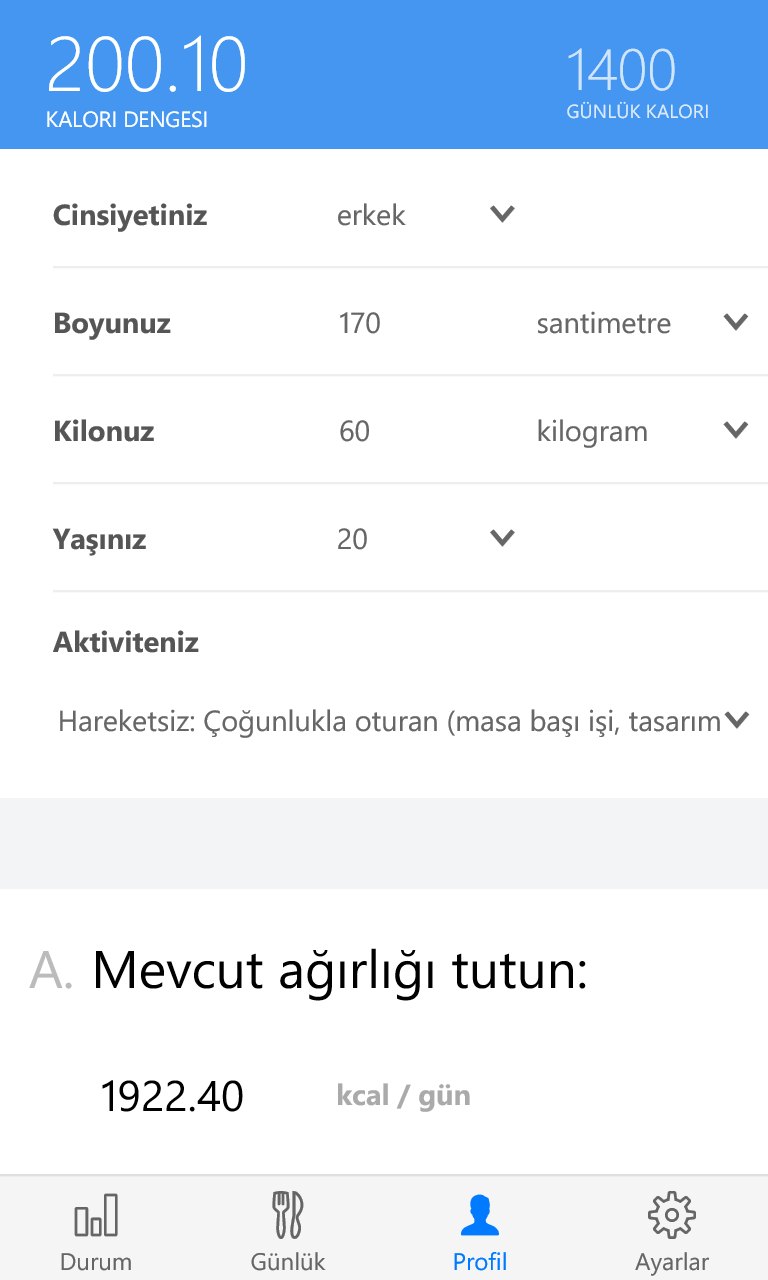 200.10
1400
KALORI DENGESI
GÜNLÜK KALORI
Cinsiyetiniz erkek
Boyunuz 170 santimetre
Kilonuz 60 kilogram
Yaşınız 20
Aktiviteniz
Hareketsiz: Çoğunlukla oturan (masa başı işi, tasarım
A. Mevcut ağırlığı tutun:
1922.40 kcal / gün
Durum Günlük Profil Ayarlar